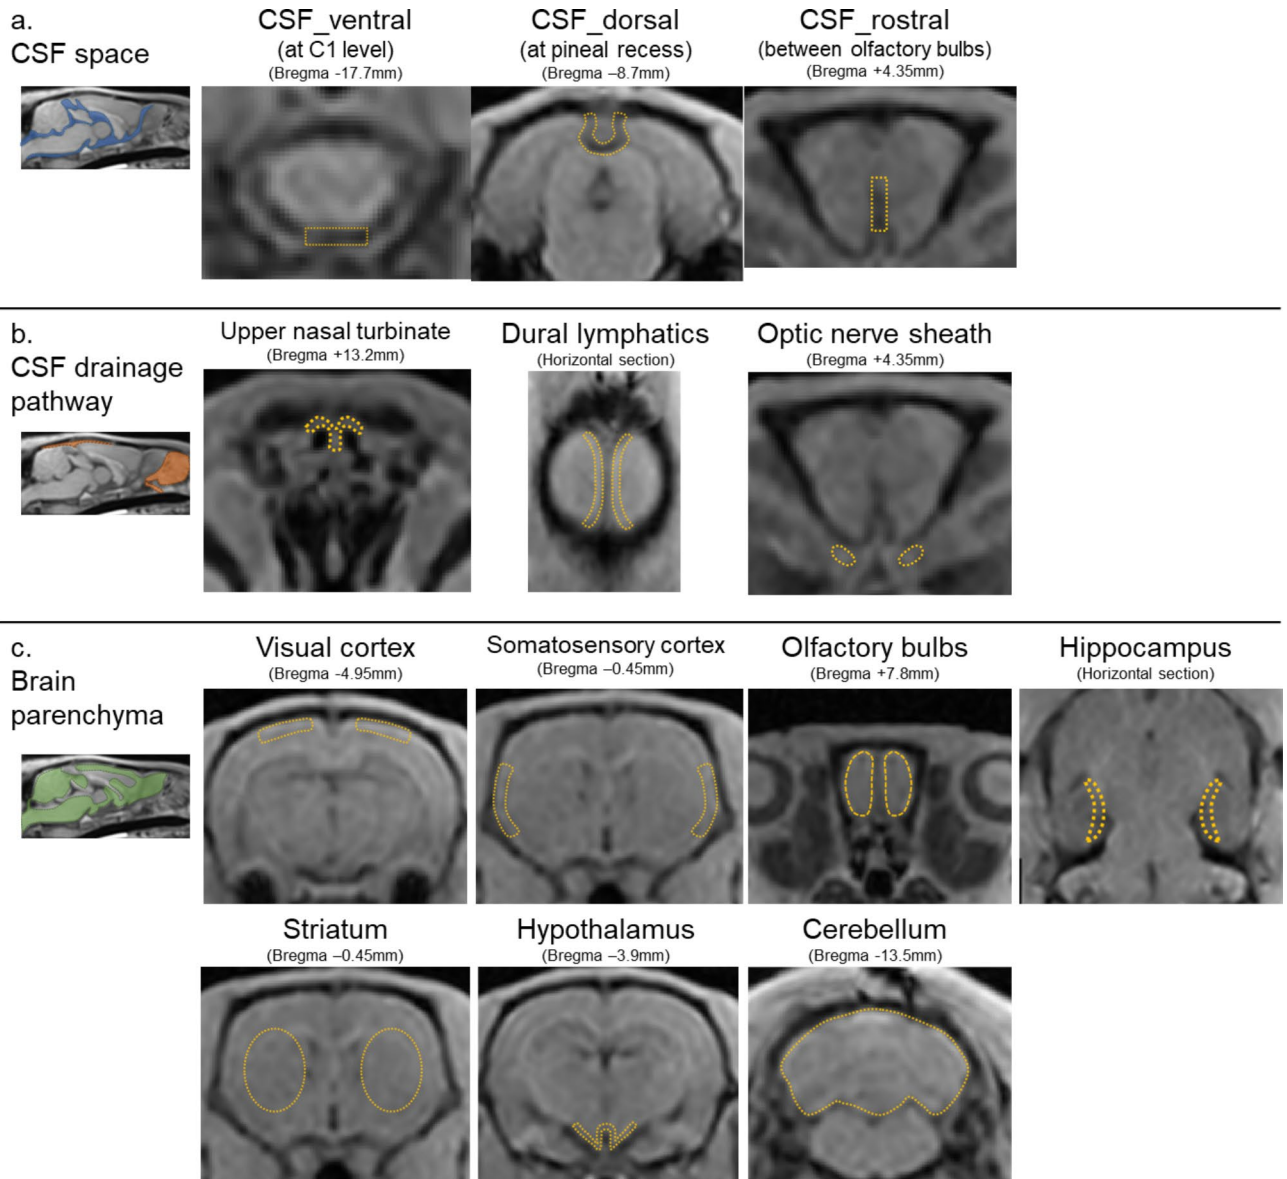 a.
CSF space
CSF_ventral
(at C1 level)
(Bregma -17.7mm)
CSF_dorsal
(at pineal recess)
(Bregma –8.7mm)
CSF_rostral
(between olfactory bulbs)
(Bregma +4.35mm)
b.
CSF drainage
pathway
Upper nasal turbinate
(Bregma +13.2mm)
Dural lymphatics
(Horizontal section)
Optic nerve sheath
(Bregma +4.35mm)
c.
Brain
parenchyma
Visual cortex
(Bregma -4.95mm)
Somatosensory cortex
(Bregma –0.45mm)
Olfactory bulbs
(Bregma +7.8mm)
Hippocampus
(Horizontal section)
Striatum
(Bregma –0.45mm)
Hypothalamus
(Bregma –3.9mm)
Cerebellum
(Bregma -13.5mm)